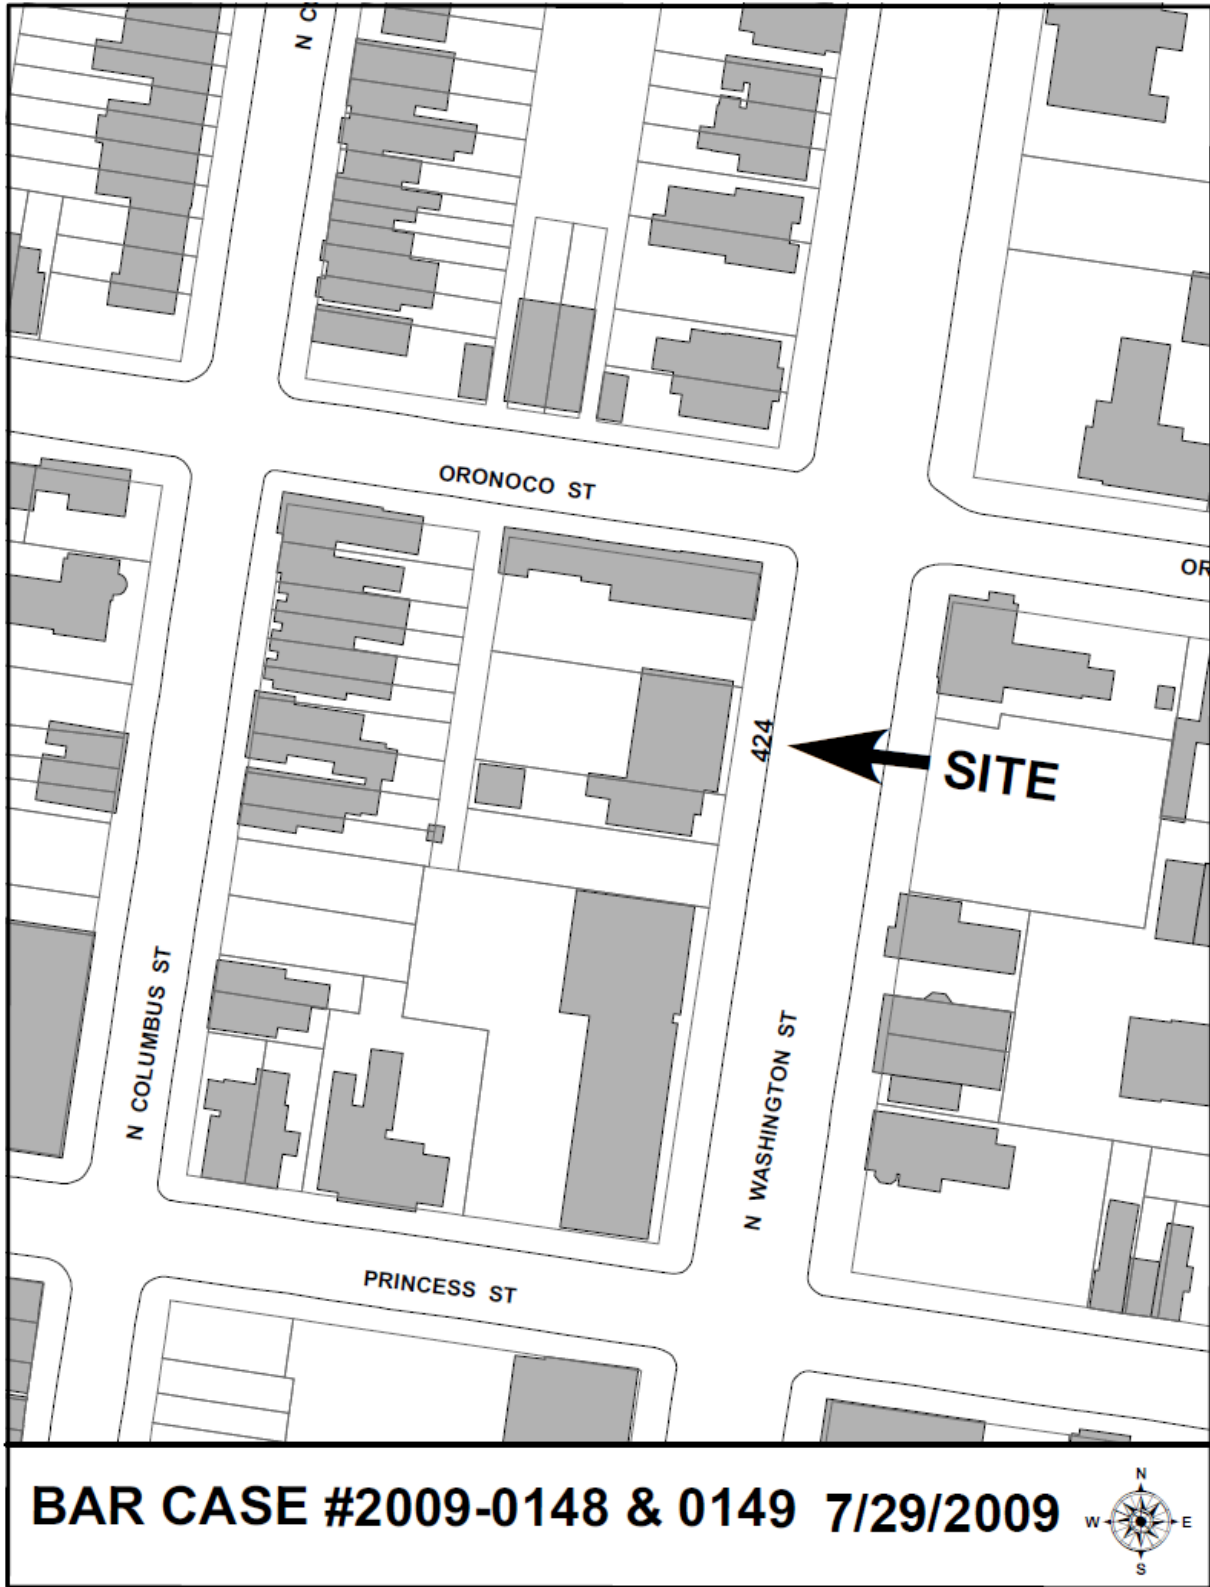 N C
ORONOCO ST
OR
424
SITE
N COLUMBUS ST
N WASHINGTON ST
PRINCESS ST
BAR CASE #2009-0148 & 0149 7/29/2009
N
W E
S